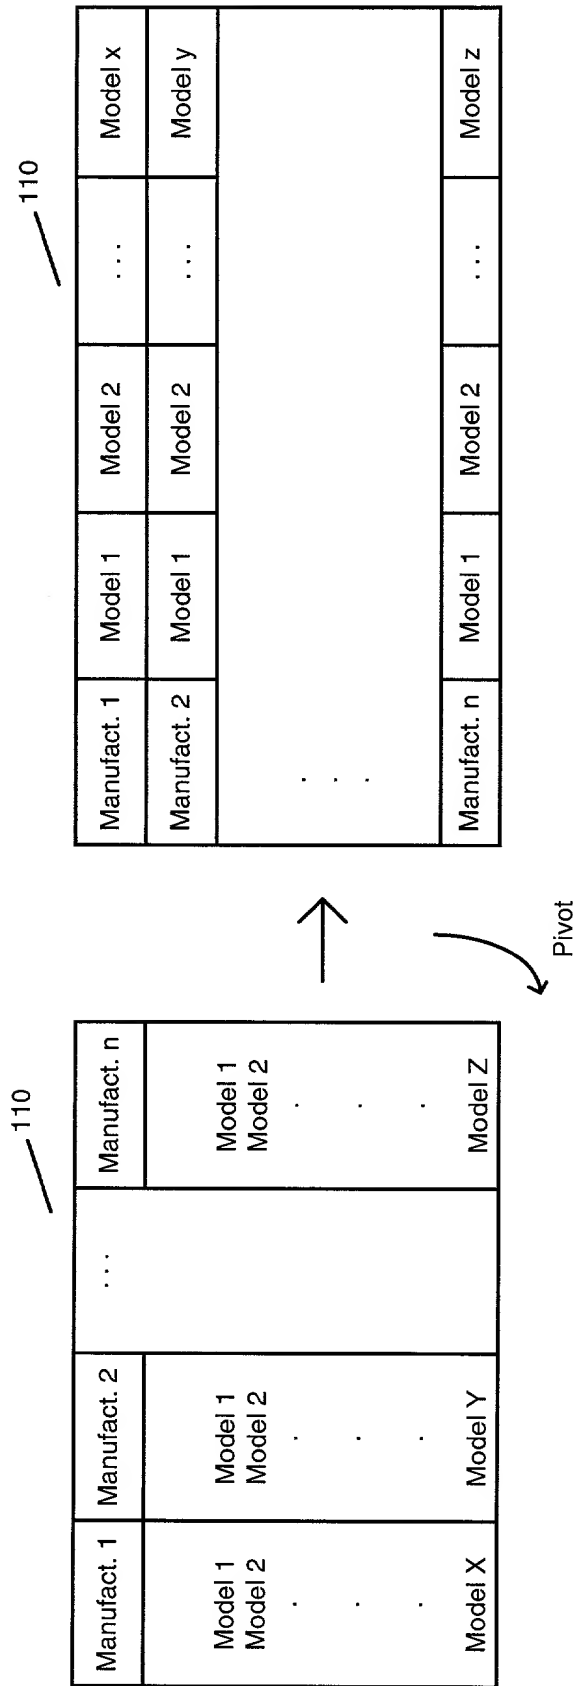 110
Manufact. 1 Manufact. 2 ... Manufact. n
Model 1 Model 1 Model 1
Model 2 Model 2 Model 2
. . .
. . .
. . .
Model X Model Y Model Z
Pivot
110
Manufact. 1 Model 1 Model 2 ... Model x
Manufact. 2 Model 1 Model 2 ... Model y
. . .
Manufact. n Model 1 Model 2 ... Model z